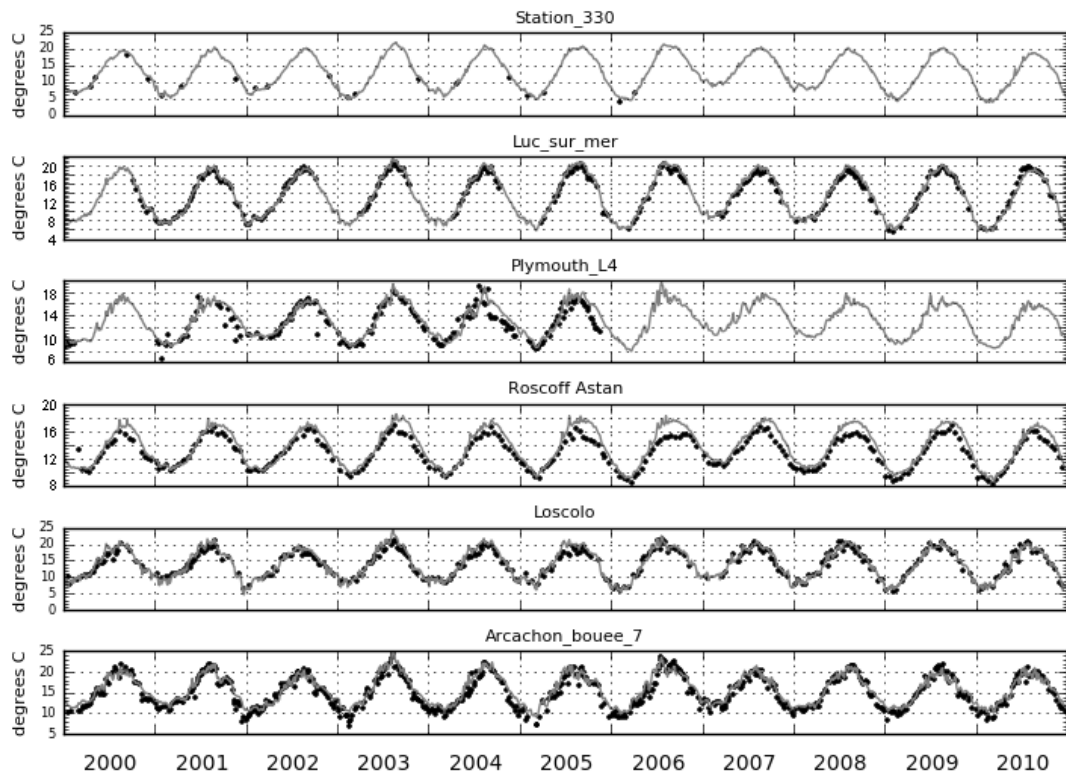 Station_330
degrees C
25
20
15
10
5
0
Luc_sur_mer
degrees C
20
16
12
8
4
Plymouth_L4
degrees C
18
14
10
6
Roscoff Astan
degrees C
20
16
12
8
Loscolo
degrees C
25
20
15
10
5
0
Arcachon_bouee_7
degrees C
25
20
15
10
5
2000 2001 2002 2003 2004 2005 2006 2007 2008 2009 2010